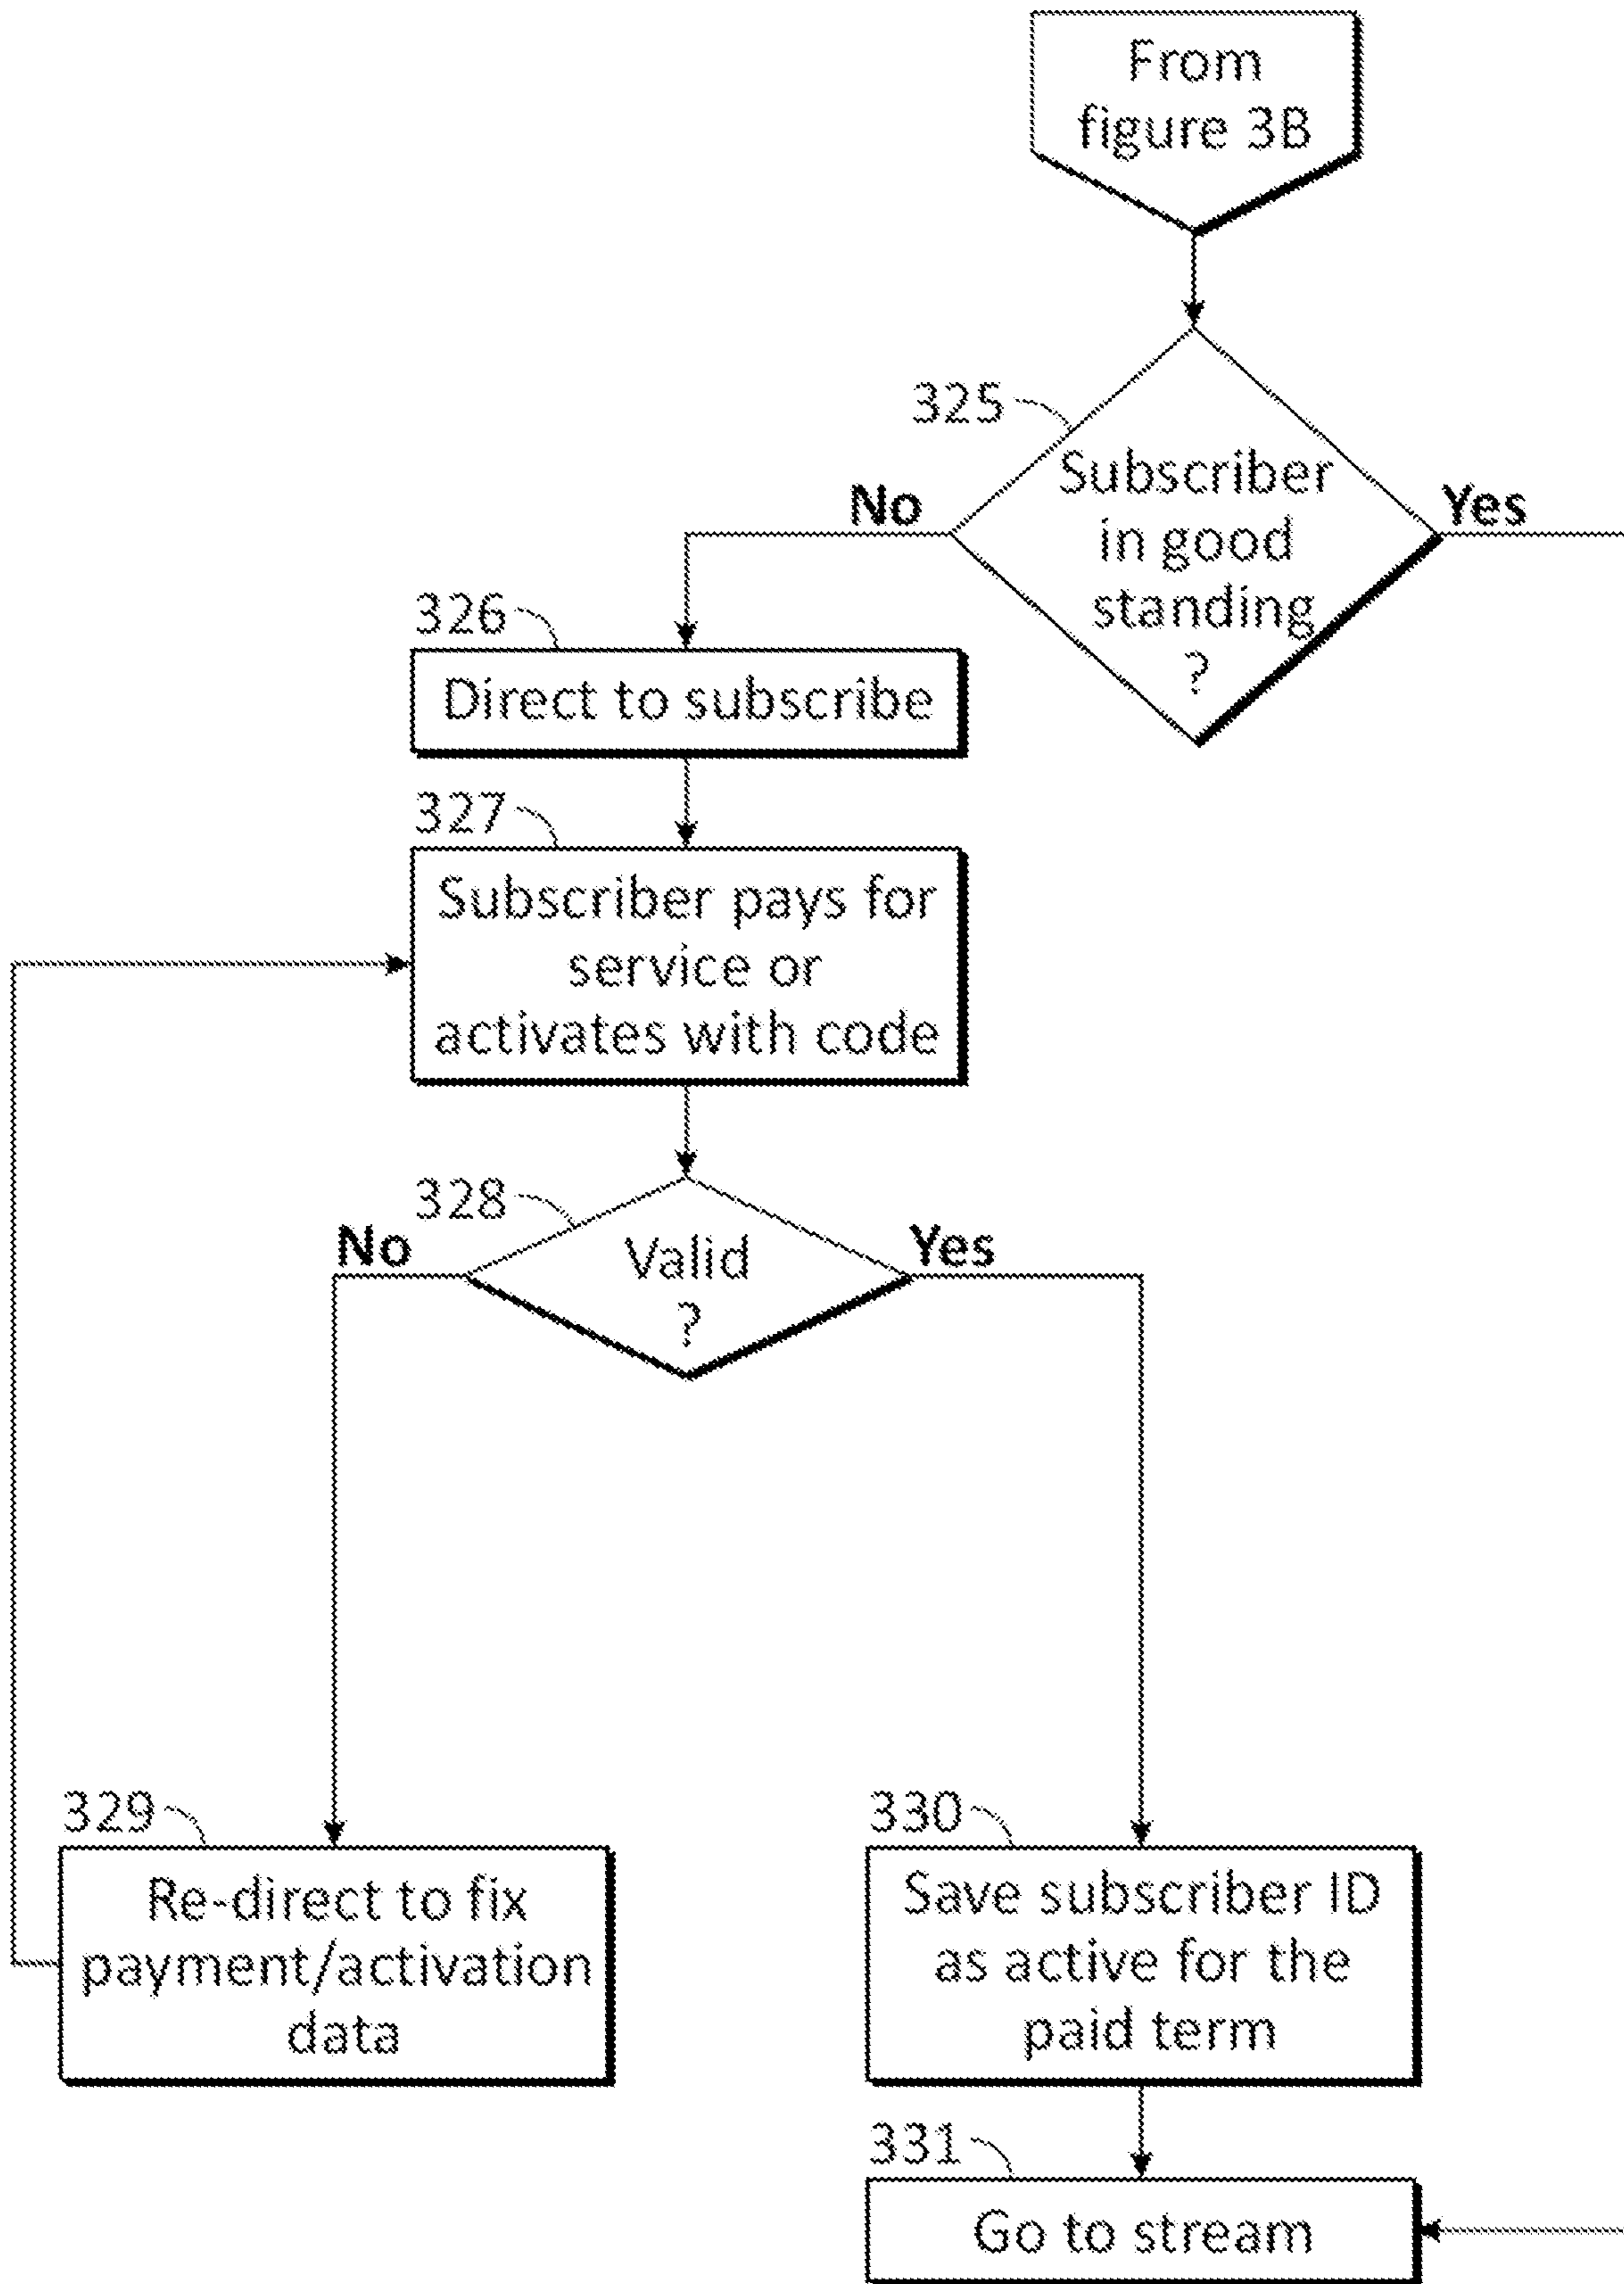 From
figure 3B
325
Subscriber
in good
standing
?
No
Yes
326
Direct to subscribe
327
Subscriber pays for
service or
activates with code
328
Valid
?
No
Yes
329
Re-direct to fix
payment/activation
data
330
Save subscriber ID
as active for the
paid term
331
Go to stream